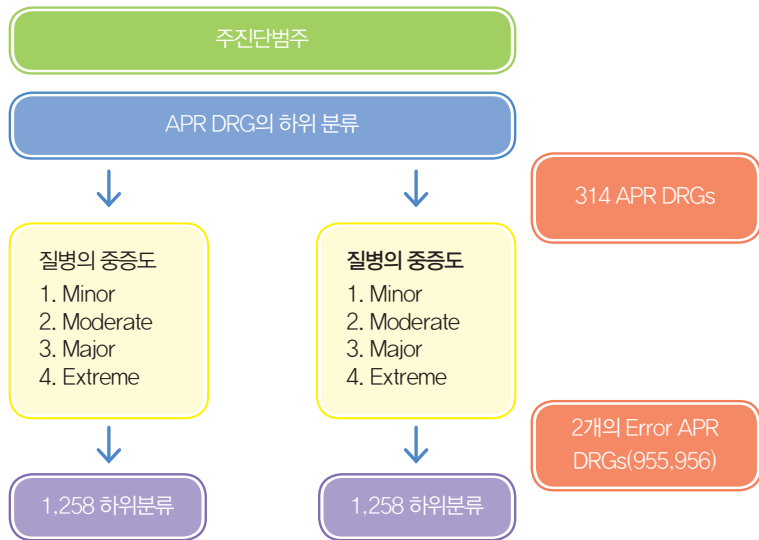 주진단범주
APR DRG의 하위 분류
314 APR DRGs
질병의 중증도
1. Minor
2. Moderate
3. Major
4. Extreme
질병의 중증도
1. Minor
2. Moderate
3. Major
4. Extreme
2개의 Error APR
DRGs(955,956)
1,258 하위분류
1,258 하위분류